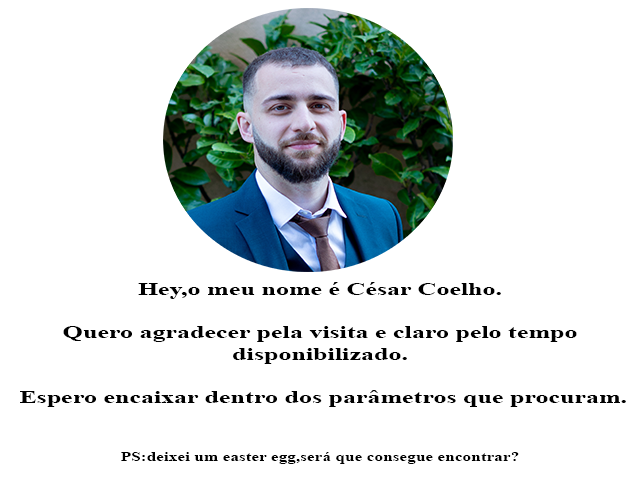 Hey,o meu nome é César Coelho.
Quero agradecer pela visita e claro pelo tempo
disponibilizado.
Espero encaixar dentro dos parâmetros que procuram.
PS:deixei um easter egg,será que consegue encontrar?